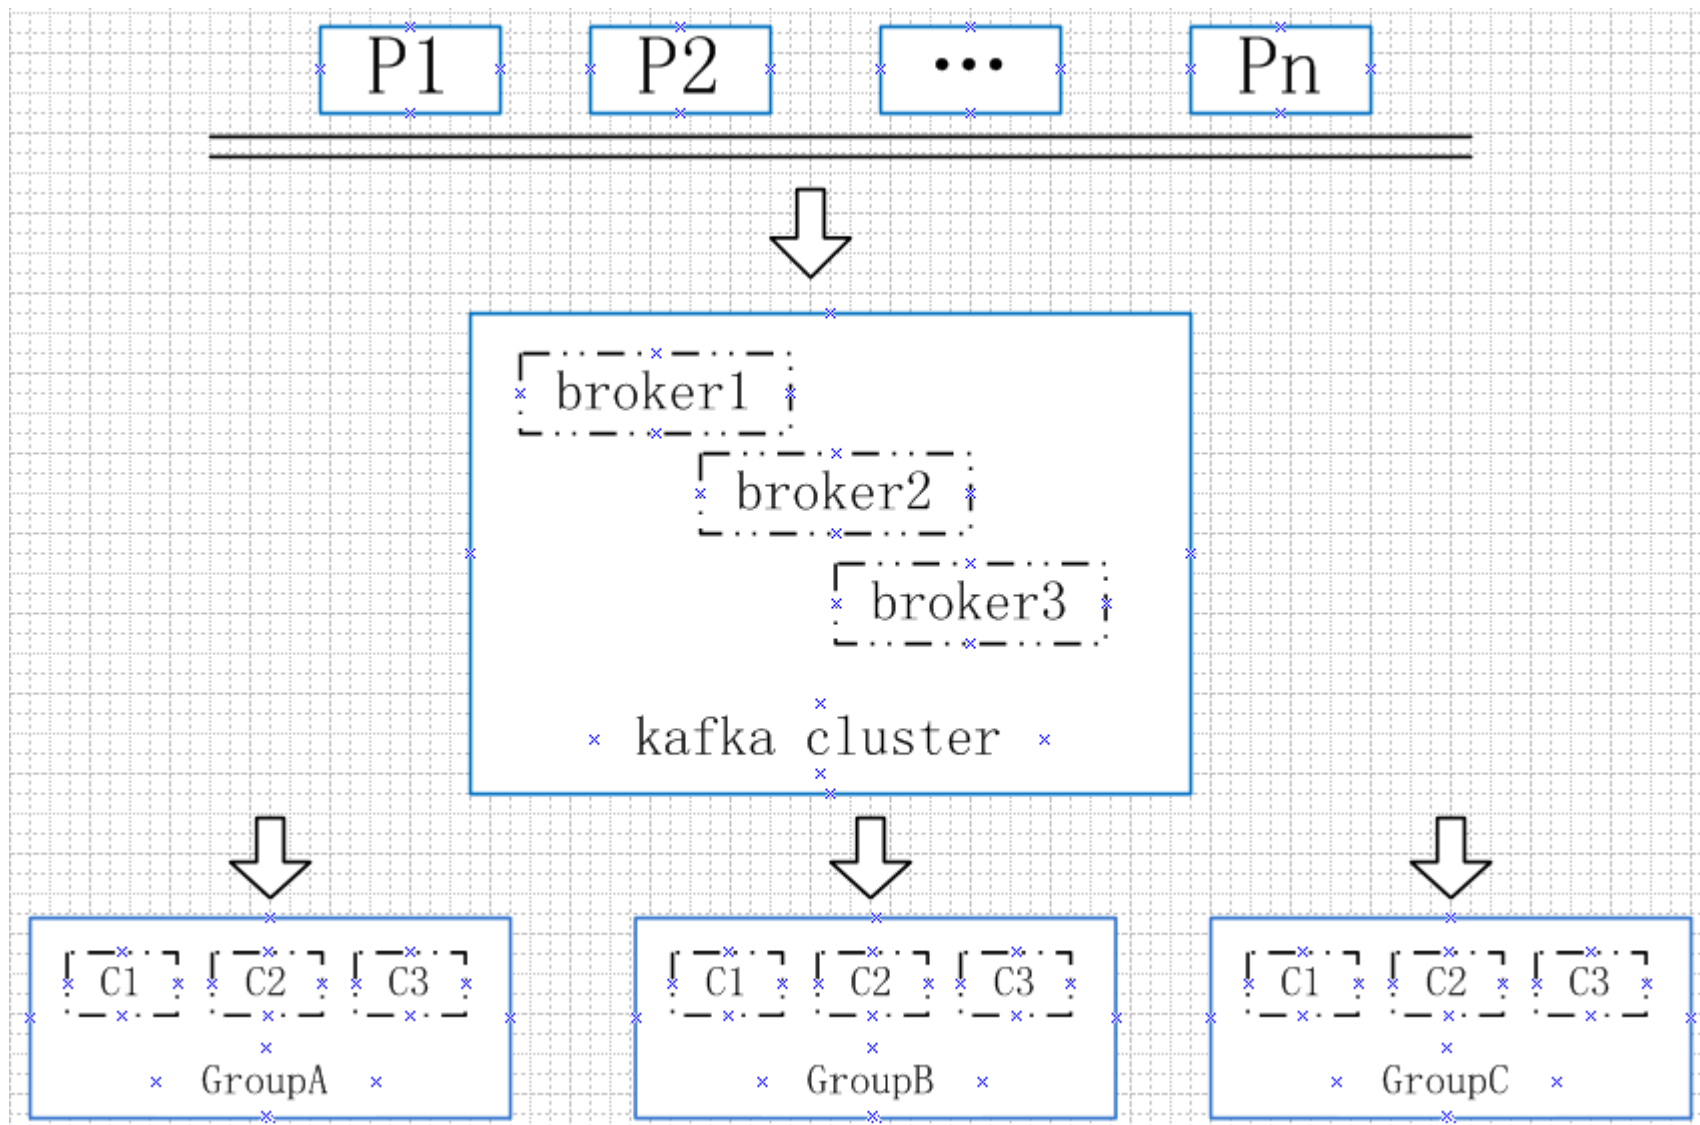 P1 P2 ••• Pn
broker1
broker2
broker3
kafka cluster
C1 C2 C3 C1 C2 C3 C1 C2 C3
GroupA GroupB GroupC